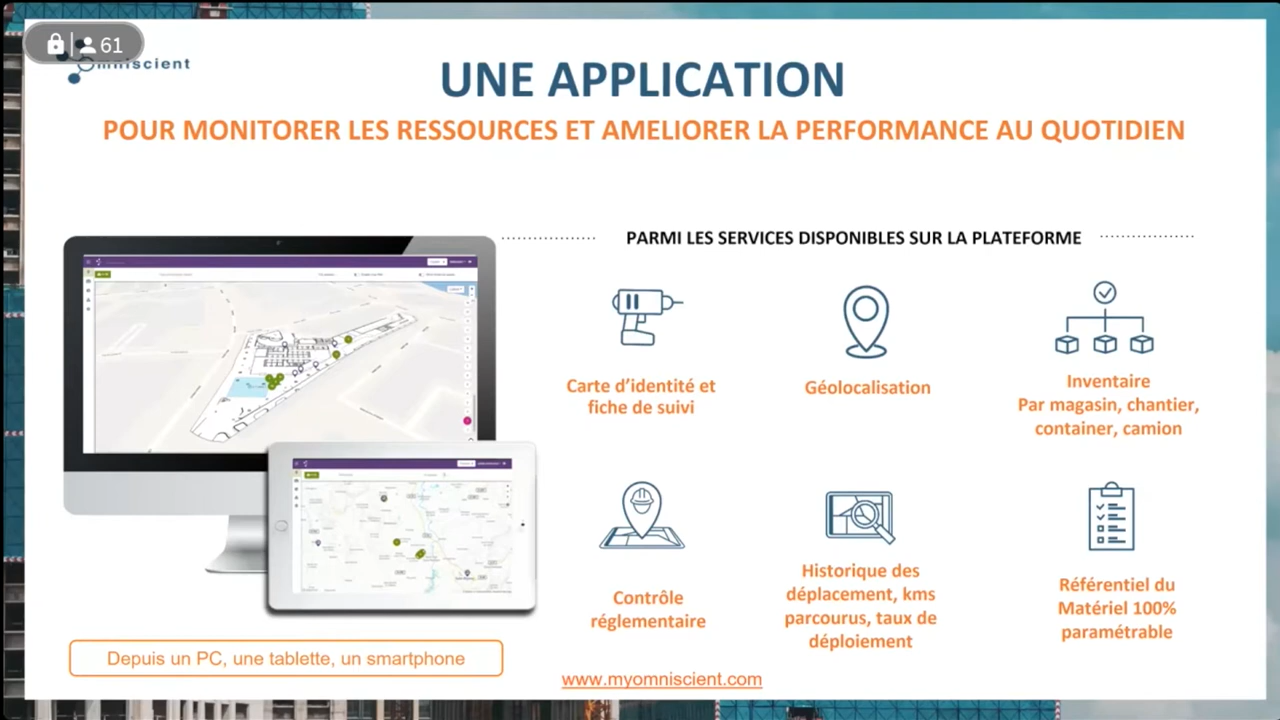 61
Omniscient
UNE APPLICATION
POUR MONITORER LES RESSOURCES ET AMELIORER LA PERFORMANCE AU QUOTIDIEN
PARMI LES SERVICES DISPONIBLES SUR LA PLATEFORME
Carte d’identité et
fiche de suivi
Géolocalisation
Inventaire
Par magasin, chantier,
container, camion
Contrôle
réglementaire
Historique des
déplacement, kms
parcourus, taux de
déploiement
Référentiel du
Matériel 100%
paramétrable
Depuis un PC, une tablette, un smartphone
www.myomniscient.com